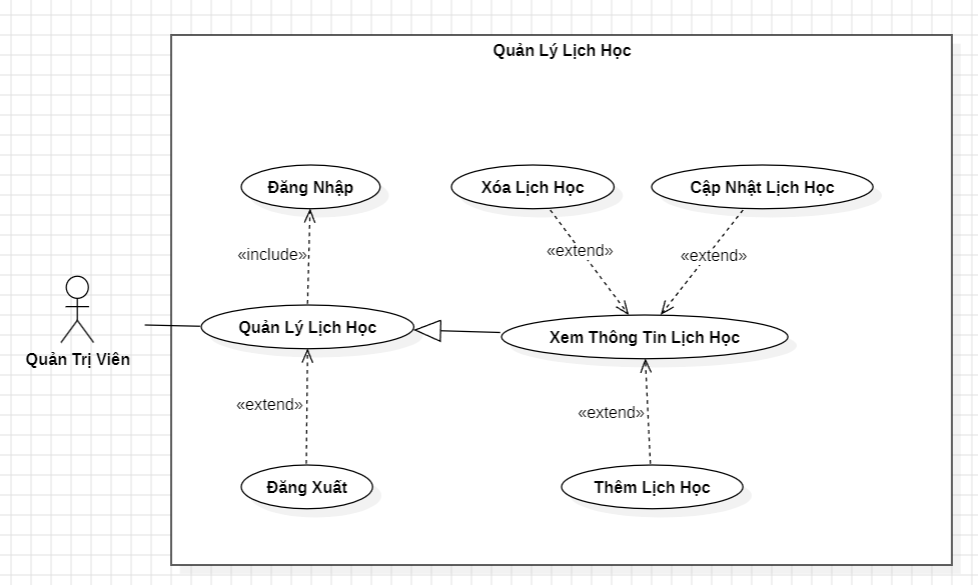 Quản Lý Lịch Học
Đăng Nhập
Xóa Lịch Học
Cập Nhật Lịch Học
«include»
«extend»
«extend»
Quản Trị Viên
Quản Lý Lịch Học
Xem Thông Tin Lịch Học
«extend»
«extend»
Đăng Xuất
Thêm Lịch Học